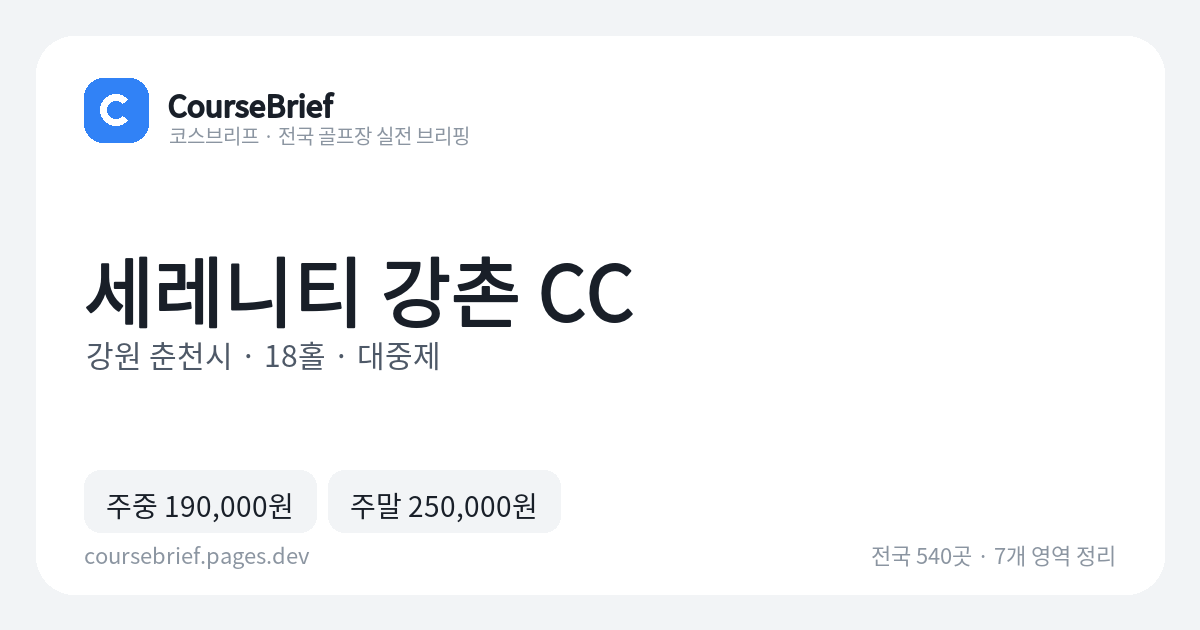 CourseBrief
코스브리프 · 전국 골프장 실전 브리핑
세레니티 강촌 CC
강원 춘천시 · 18홀 · 대중제
주중 190,000원 주말 250,000원
coursebrief.pages.dev 전국 540곳 · 7개 영역 정리